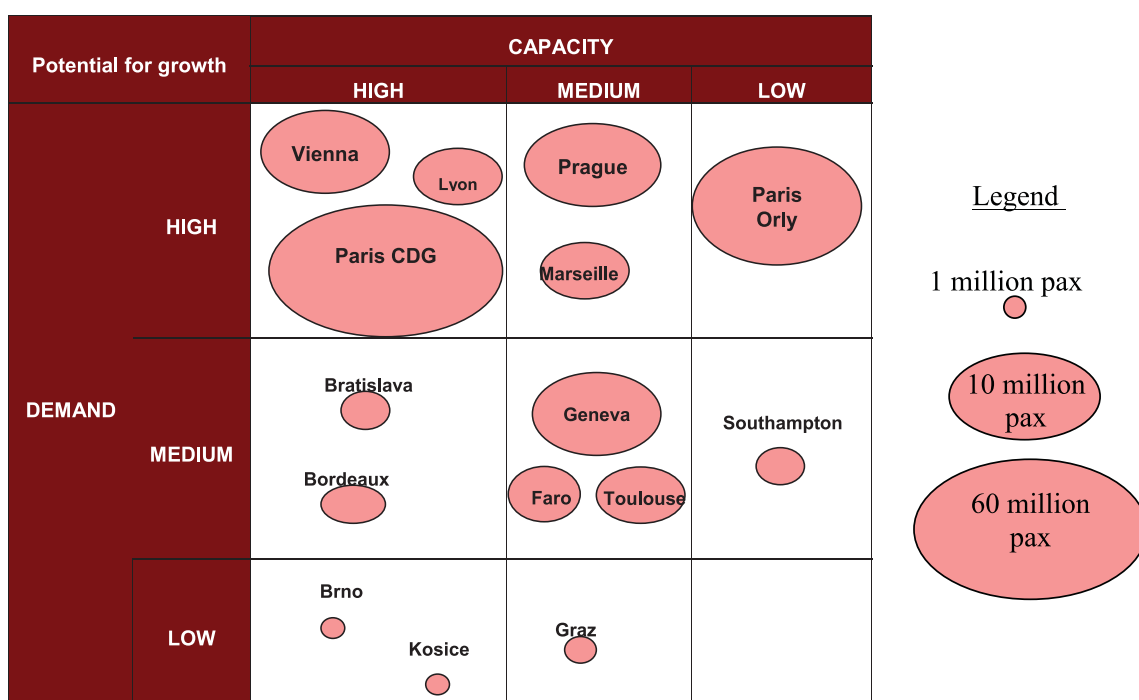 Potential for growth
CAPACITY
HIGH
MEDIUM
LOW
DEMAND
HIGH
Vienna
Lyon
Paris CDG
Prague
Marseille
Paris
Orly
MEDIUM
Bratislava
Bordeaux
Geneva
Faro
Toulouse
Southampton
LOW
Brno
Kosice
Graz
Legend
1 million pax
10 million
pax
60 million
pax